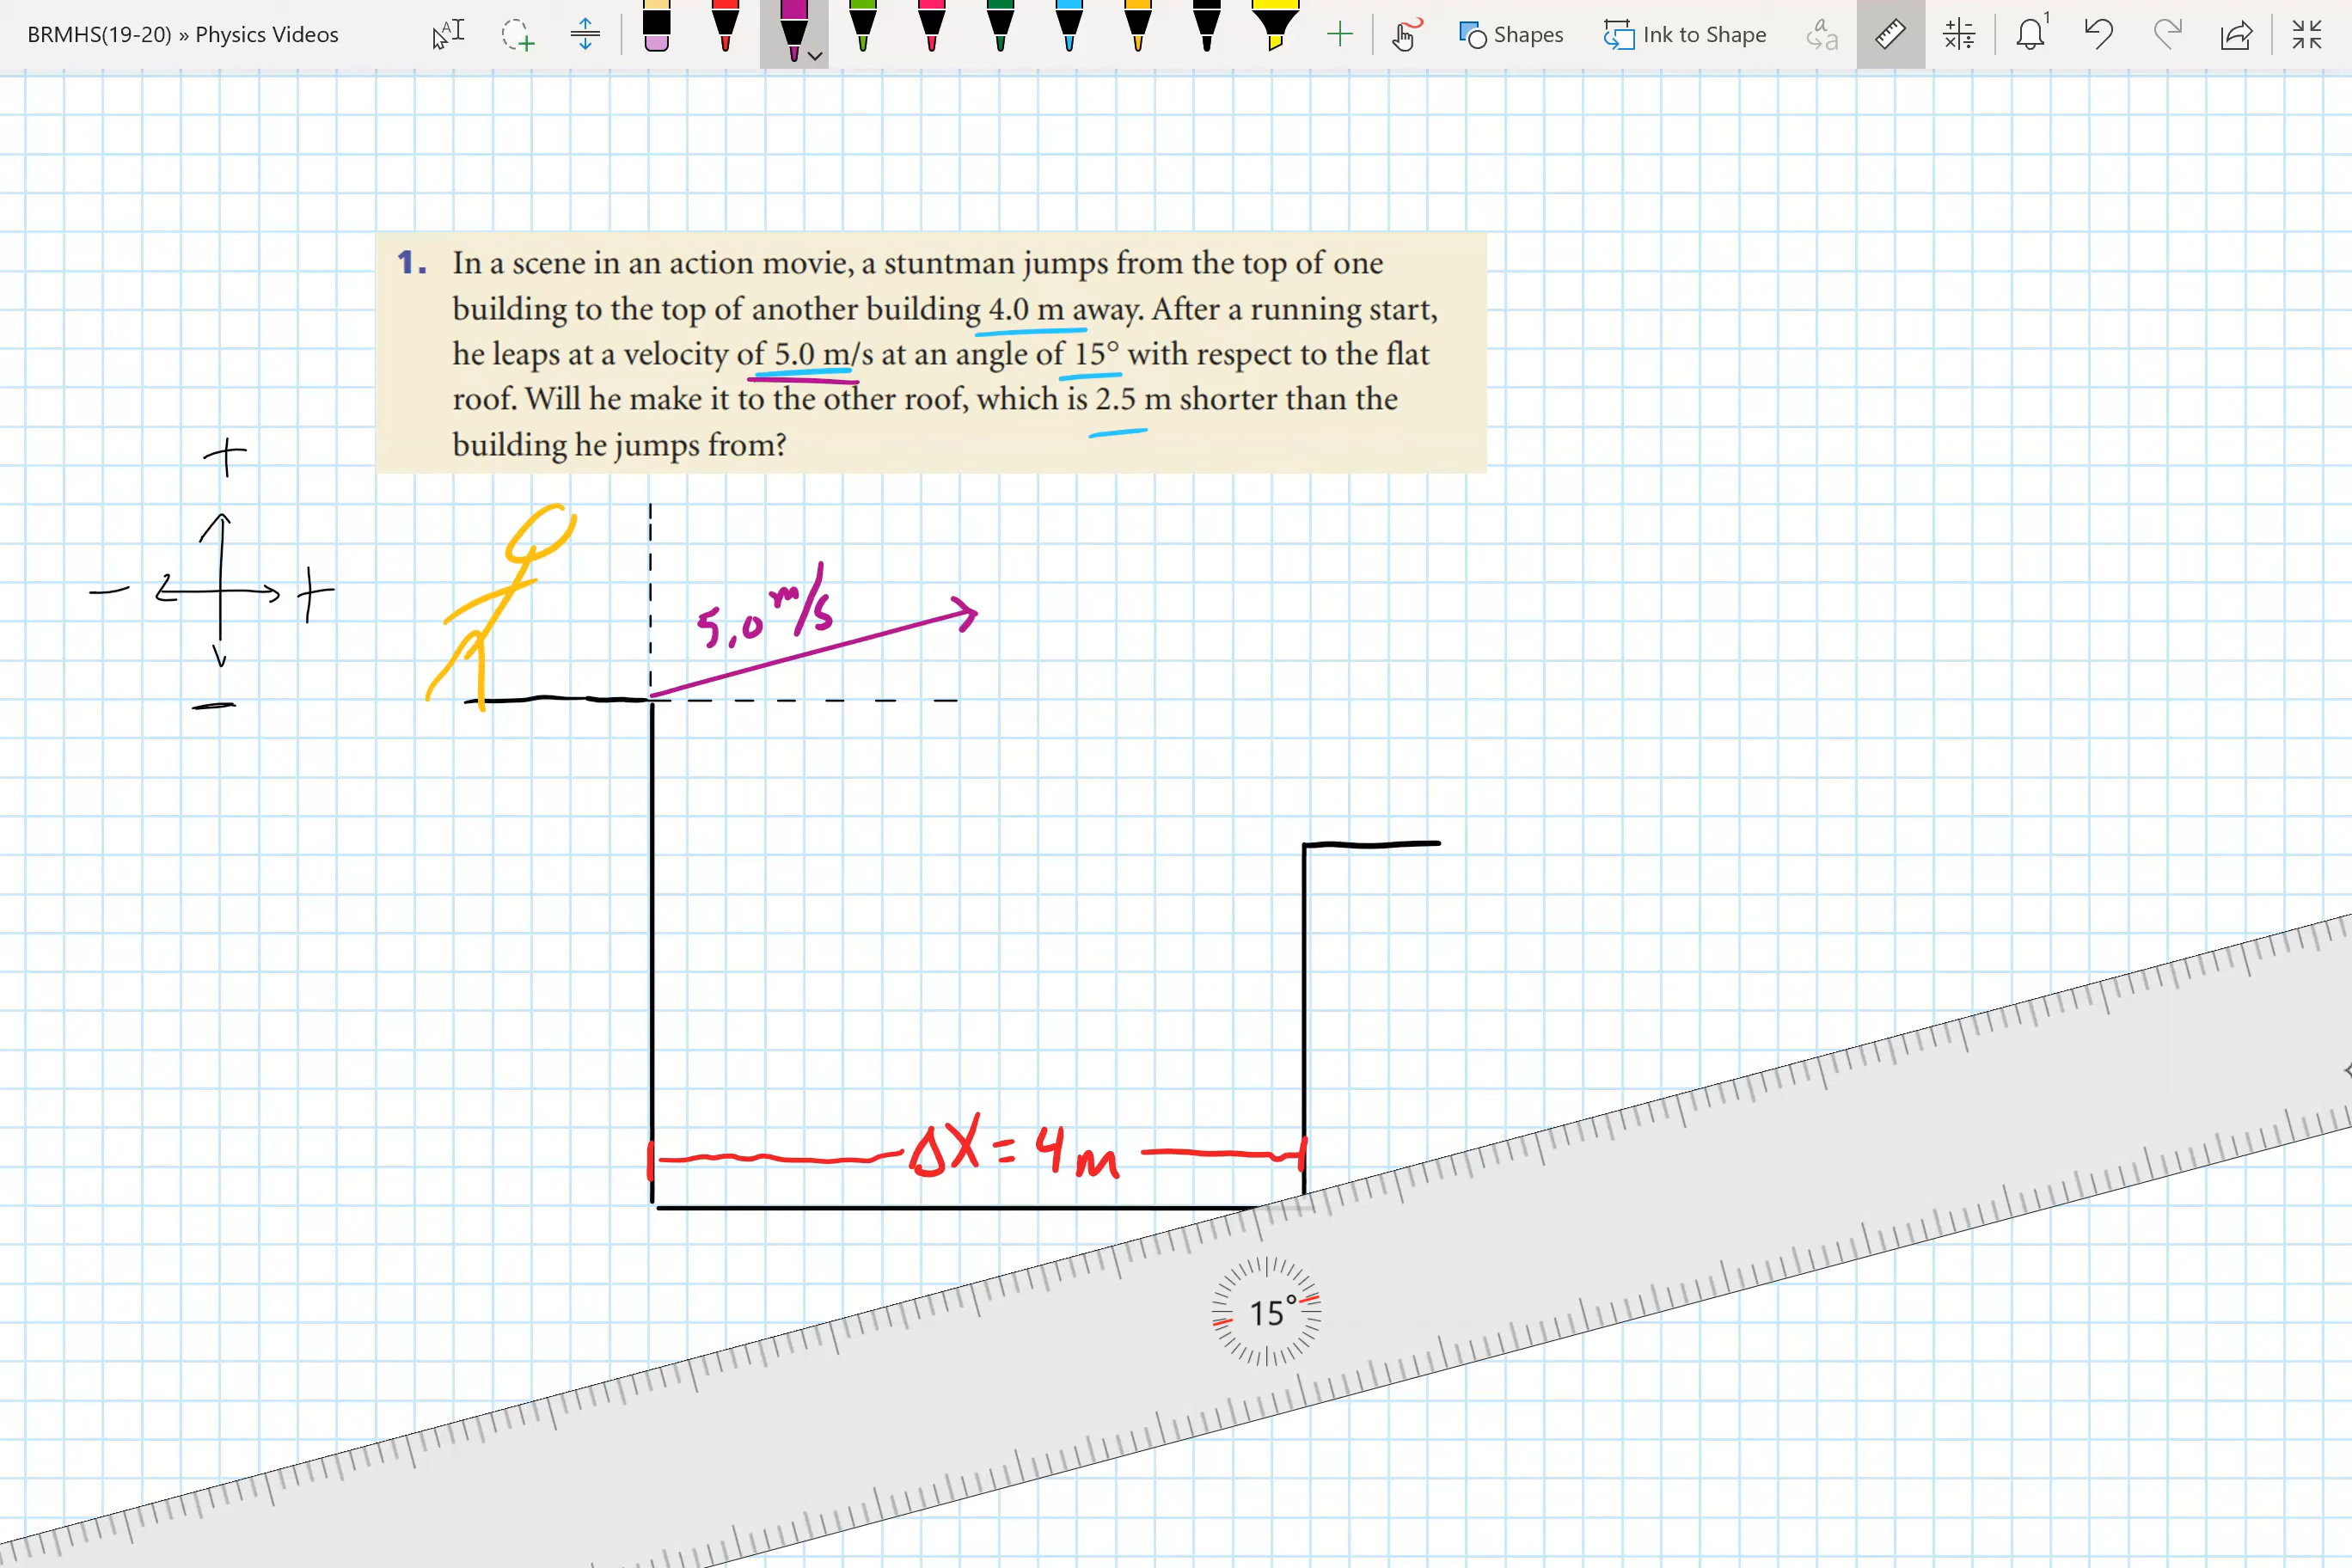 BRMHS(19-20) » Physics Videos
Shapes
Ink to Shape
1
1. In a scene in an action movie, a stuntman jumps from the top of one
building to the top of another building 4.0 m away. After a running start,
he leaps at a velocity of 5.0 m/s at an angle of 15° with respect to the flat
roof. Will he make it to the other roof, which is 2.5 m shorter than the
building he jumps from?
+
− +
−
5.0 m/s
ΔX = 4m
15°